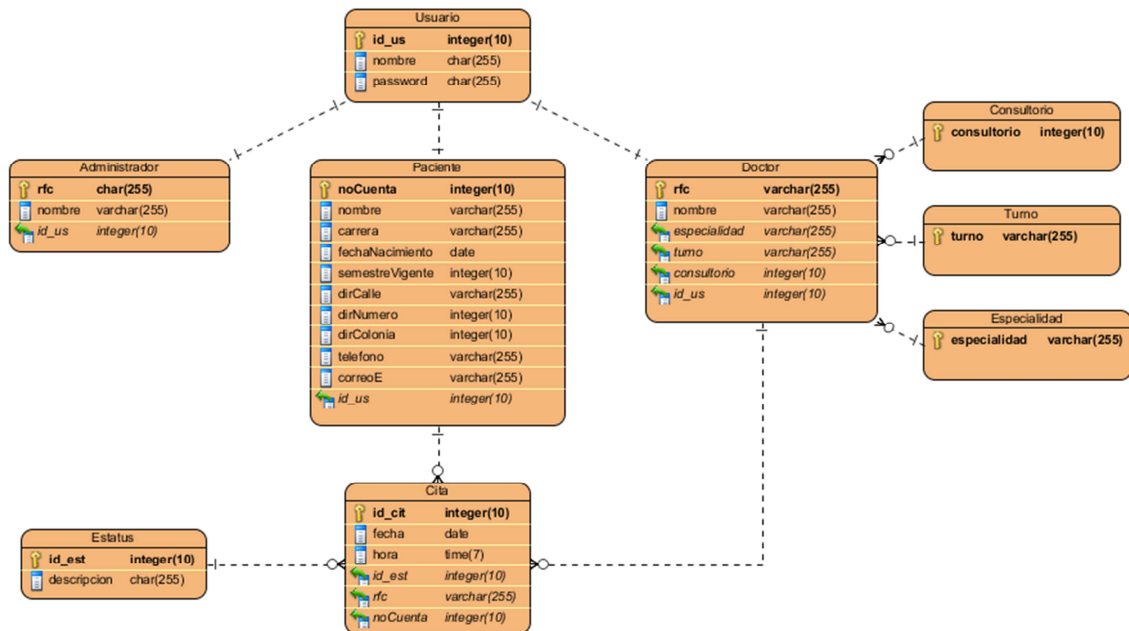 Usuario
id_us integer(10)
nombre char(255)
password char(255)
Administrador
rfc char(255)
nombre varchar(255)
id_us integer(10)
Paciente
noCuenta integer(10)
nombre varchar(255)
carrera varchar(255)
fechaNacimiento date
semestreVigente integer(10)
dirCalle varchar(255)
dirNumero integer(10)
dirColonia integer(10)
telefono varchar(255)
correoE varchar(255)
id_us integer(10)
Doctor
rfc varchar(255)
nombre varchar(255)
especialidad varchar(255)
turno varchar(255)
consultorio integer(10)
id_us integer(10)
Consultorio
consultorio integer(10)
Turno
turno varchar(255)
Especialidad
especialidad varchar(255)
Estatus
id_est integer(10)
descripcion char(255)
Cita
id_cit integer(10)
fecha date
hora time(7)
id_est integer(10)
rfc varchar(255)
noCuenta integer(10)